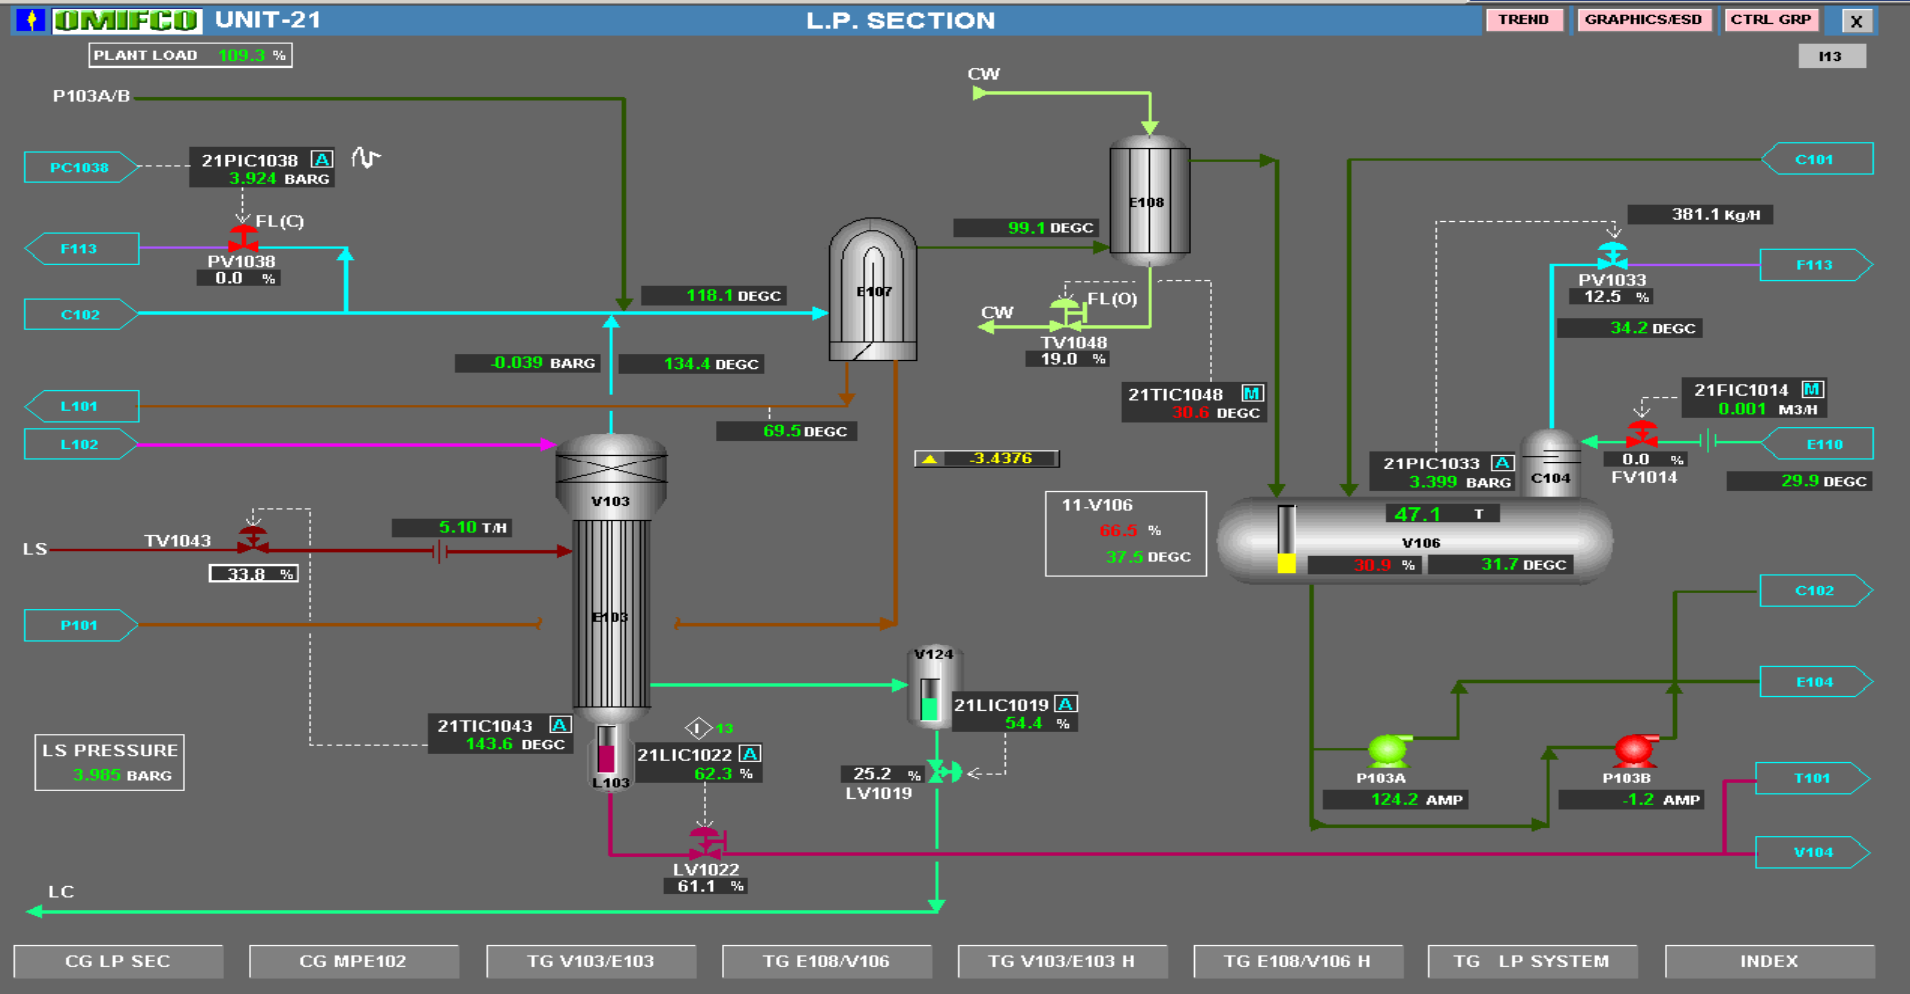 OMIFCO UNIT-21 L.P. SECTION TREND GRAPHICS/ESD CTRL GRP X
PLANT LOAD 109.3 % I13
CW
P103A/B
PC1038 21PIC1038 A
3.924 BARG
C101
E108
FL(C)
381.1 Kg/H
99.1 DEGC
F113
PV1038
0.0 %
F113
PV1033
12.5 %
118.1 DEGC E107
FL(O)
C102
CW
TV1048
19.0 %
34.2 DEGC
-0.039 BARG 134.4 DEGC
21TIC1048 M
30.6 DEGC
21FIC1014 M
0.001 M3/H
L101
69.5 DEGC
L102
E110
-3.4376
0.0 %
FV1014
21PIC1033 A
3.399 BARG
C104
29.9 DEGC
V103
11-V106
66.5 %
37.5 DEGC
47.1 T
V106
30.9 % 31.7 DEGC
LS TV1043
5.10 T/H
33.8 %
C102
P101
E103
V124
E104
21LIC1019 A
54.4 %
21TIC1043 A
143.6 DEGC
I 13
21LIC1022 A
62.3 %
LS PRESSURE
3.985 BARG
L103
25.2 %
LV1019
P103A
124.2 AMP
P103B
-1.2 AMP
T101
LV1022
61.1 %
V104
LC
CG LP SEC CG MPE102 TG V103/E103 TG E108/V106 TG V103/E103 H TG E108/V106 H TG LP SYSTEM INDEX